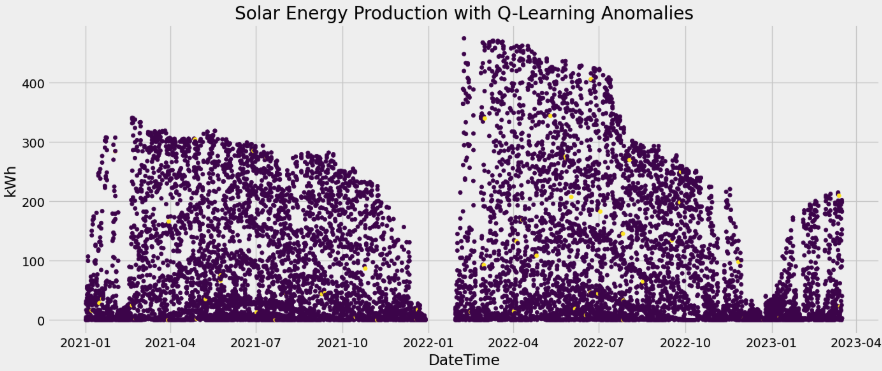 Solar Energy Production with Q-Learning Anomalies
kWh
400
300
200
100
0
2021-01 2021-04 2021-07 2021-10 2022-01 2022-04 2022-07 2022-10 2023-01 2023-04
DateTime